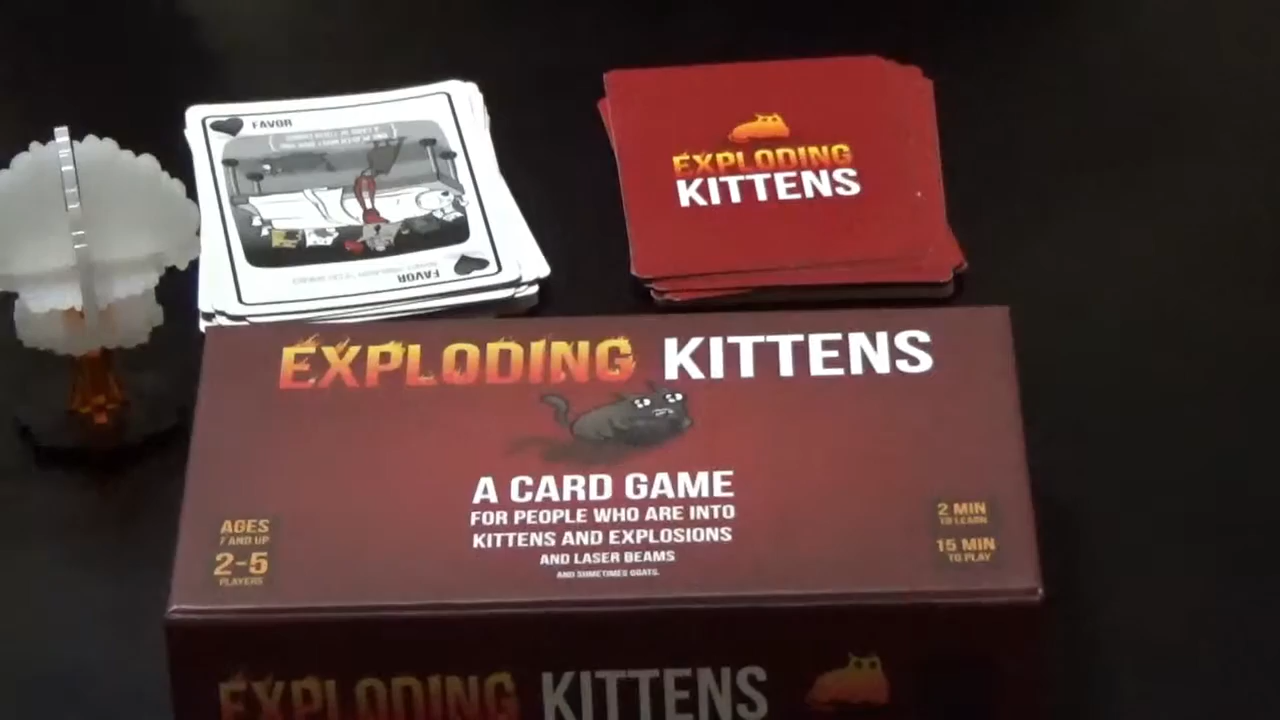 FAVOR
FAVOR
EXPLODING
KITTENS
EXPLODING KITTENS
A CARD GAME
FOR PEOPLE WHO ARE INTO
KITTENS AND EXPLOSIONS
AND LASER BEAMS
AND SOMETIMES GOATS.
AGES
7 AND UP
2-5
PLAYERS
2 MIN
TO LEARN
15 MIN
TO PLAY
EXPLODING KITTENS